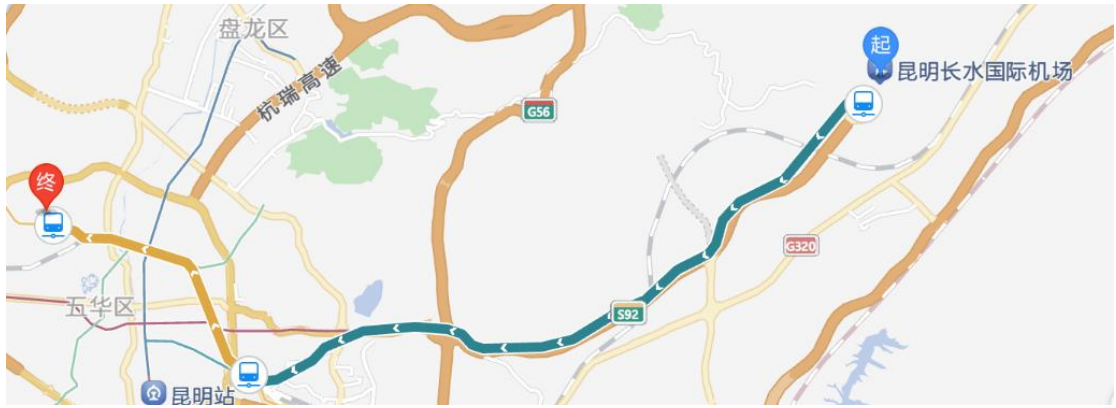 盘龙区
起
昆明长水国际机场
杭瑞高速
G56
终
G320
五华区
S92
昆明站